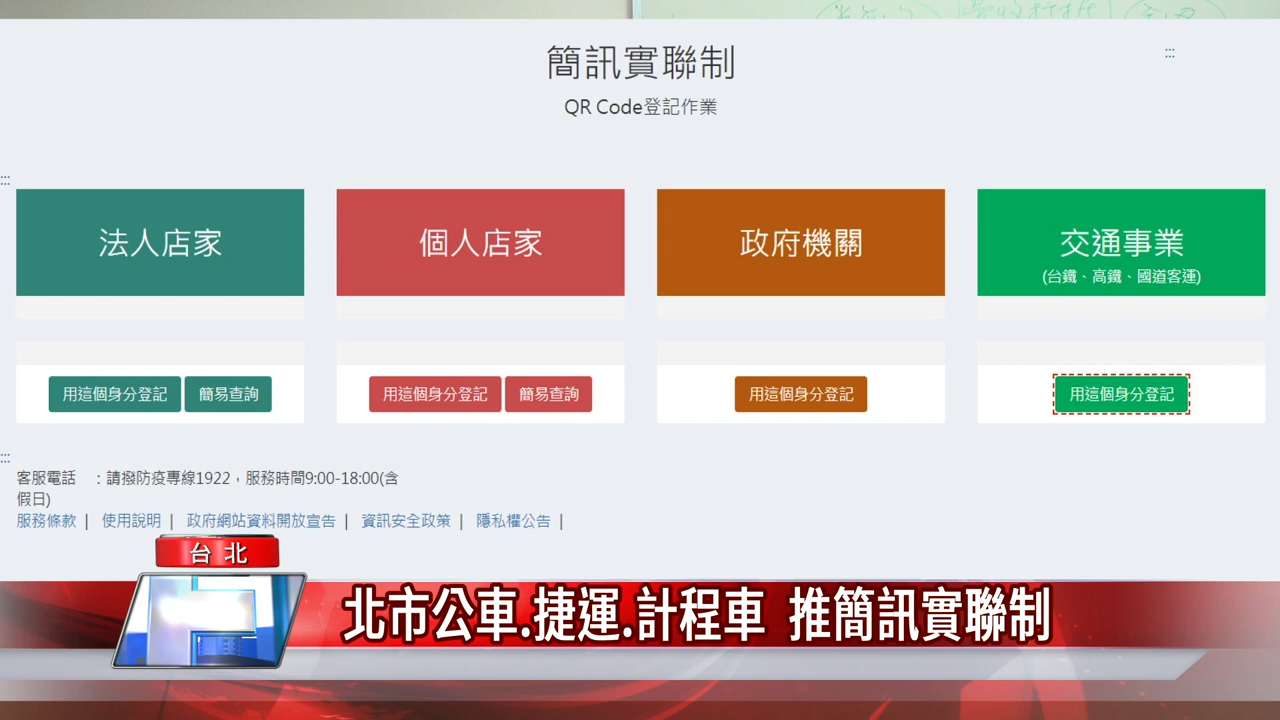 簡訊實聯制
QR Code登記作業
法人店家
個人店家
政府機關
交通事業
(台鐵、高鐵、國道客運)
用這個身分登記 簡易查詢
用這個身分登記 簡易查詢
用這個身分登記
用這個身分登記
客服電話 ：請撥防疫專線1922，服務時間9:00-18:00(含
假日)
服務條款 | 使用說明 | 政府網站資料開放宣告 | 資訊安全政策 | 隱私權公告 |
台北
北市公車.捷運.計程車 推簡訊實聯制